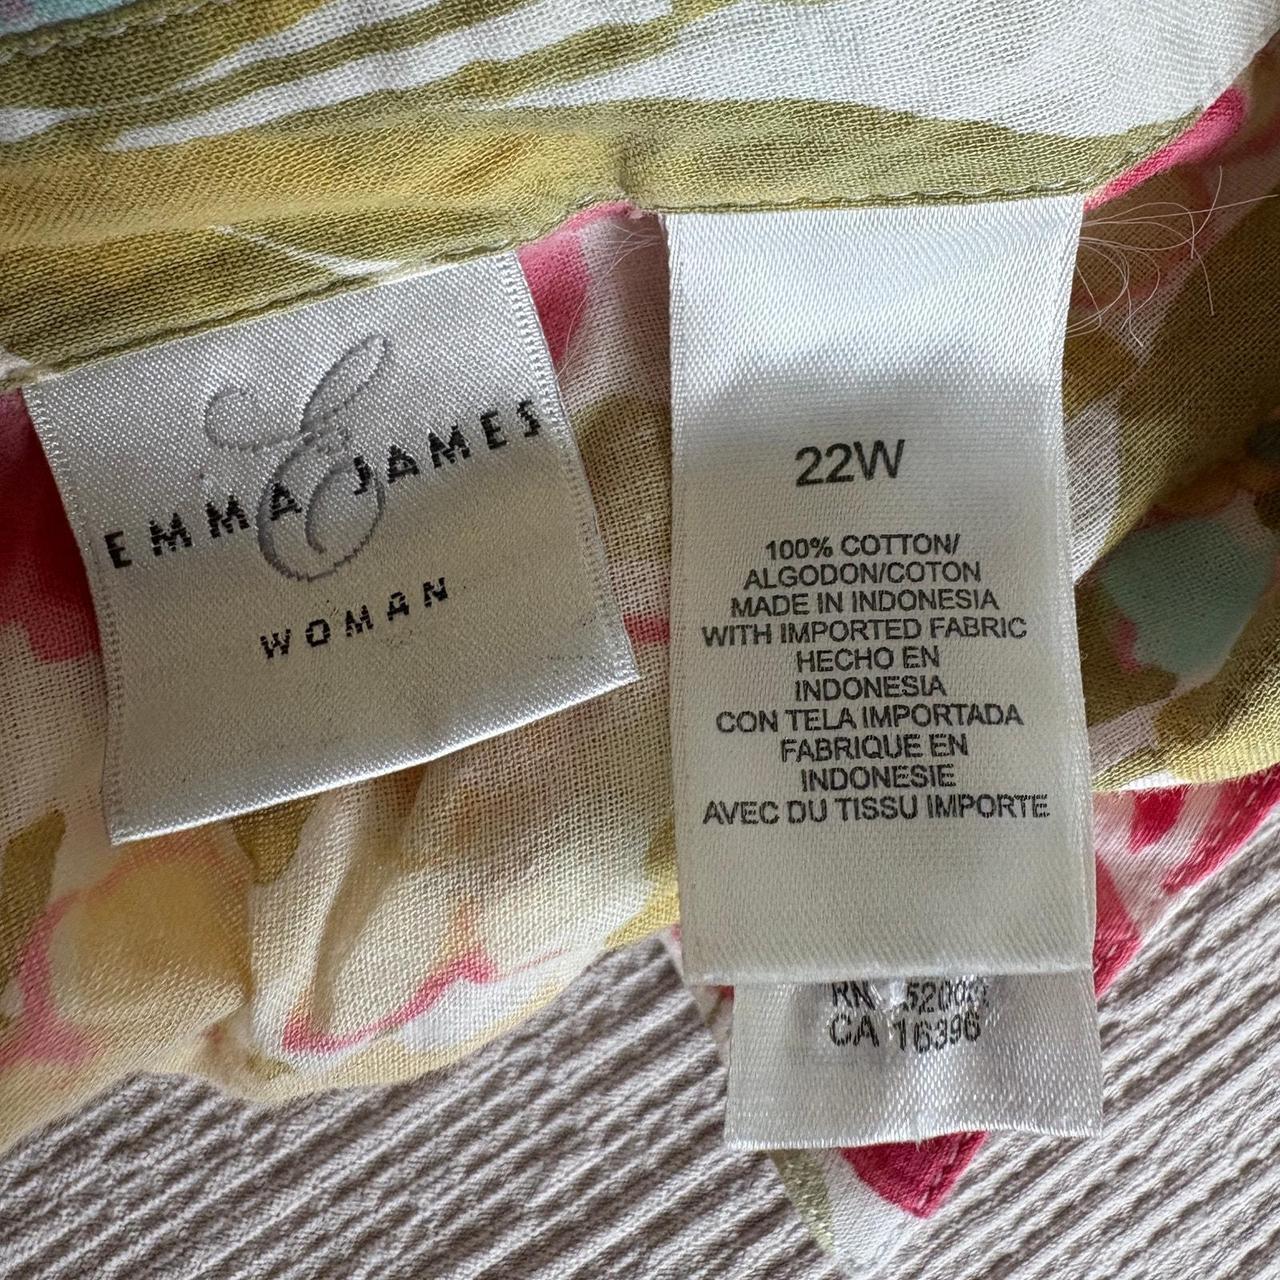 EMMA JAMES
WOMAN
22W
100% COTTON/
ALGODON/COTON
MADE IN INDONESIA
WITH IMPORTED FABRIC
HECHO EN
INDONESIA
CON TELA IMPORTADA
FABRIQUE EN
INDONESIE
AVEC DU TISSU IMPORTE
RN
CA 16396